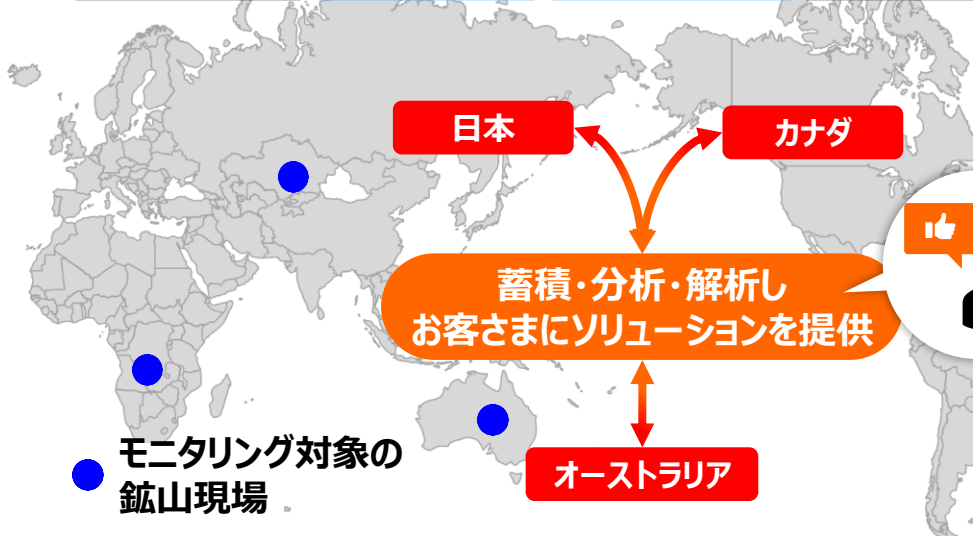 日本
カナダ
蓄積・分析・解析し
お客さまにソリューションを提供
オーストラリア
モニタリング対象の
鉱山現場